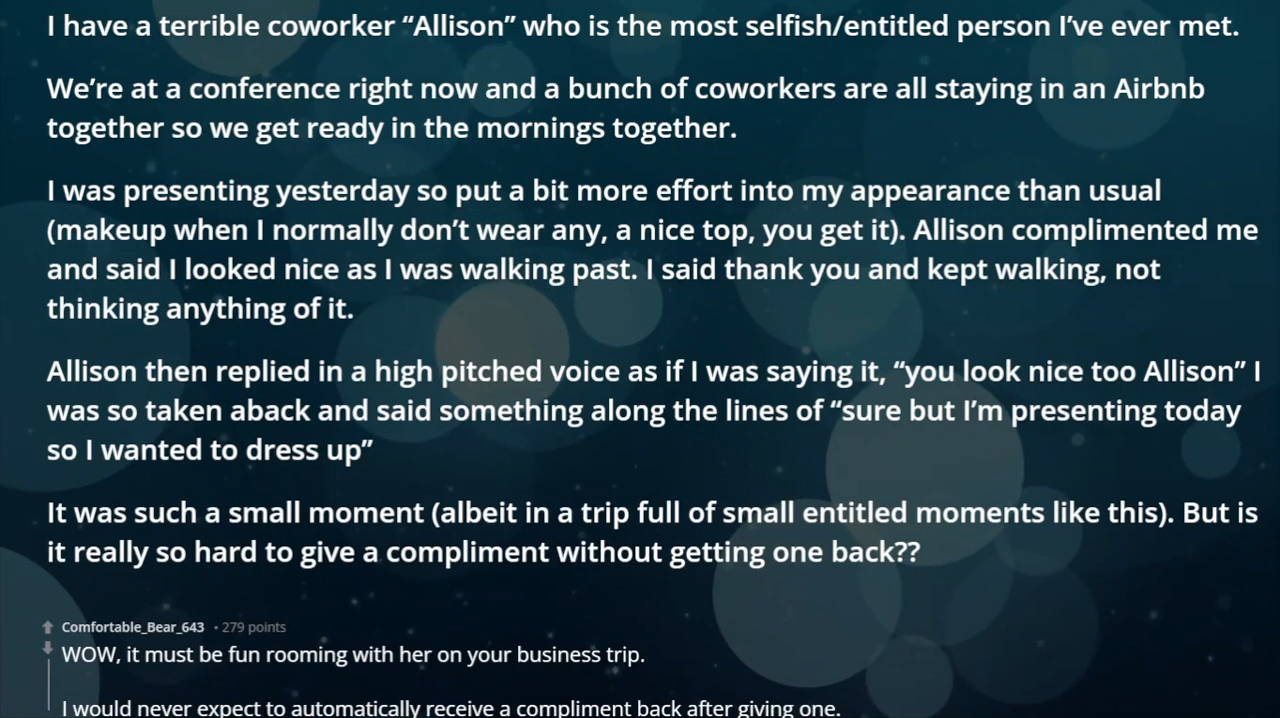 I have a terrible coworker “Allison” who is the most selfish/entitled person I’ve ever met.
We’re at a conference right now and a bunch of coworkers are all staying in an Airbnb
together so we get ready in the mornings together.
I was presenting yesterday so put a bit more effort into my appearance than usual
(makeup when I normally don’t wear any, a nice top, you get it). Allison complimented me
and said I looked nice as I was walking past. I said thank you and kept walking, not
thinking anything of it.
Allison then replied in a high pitched voice as if I was saying it, “you look nice too Allison” I
was so taken aback and said something along the lines of “sure but I’m presenting today
so I wanted to dress up”
It was such a small moment (albeit in a trip full of small entitled moments like this). But is
it really so hard to give a compliment without getting one back??
Comfortable_Bear_643 • 279 points
WOW, it must be fun rooming with her on your business trip.
I would never expect to automatically receive a compliment back after giving one.